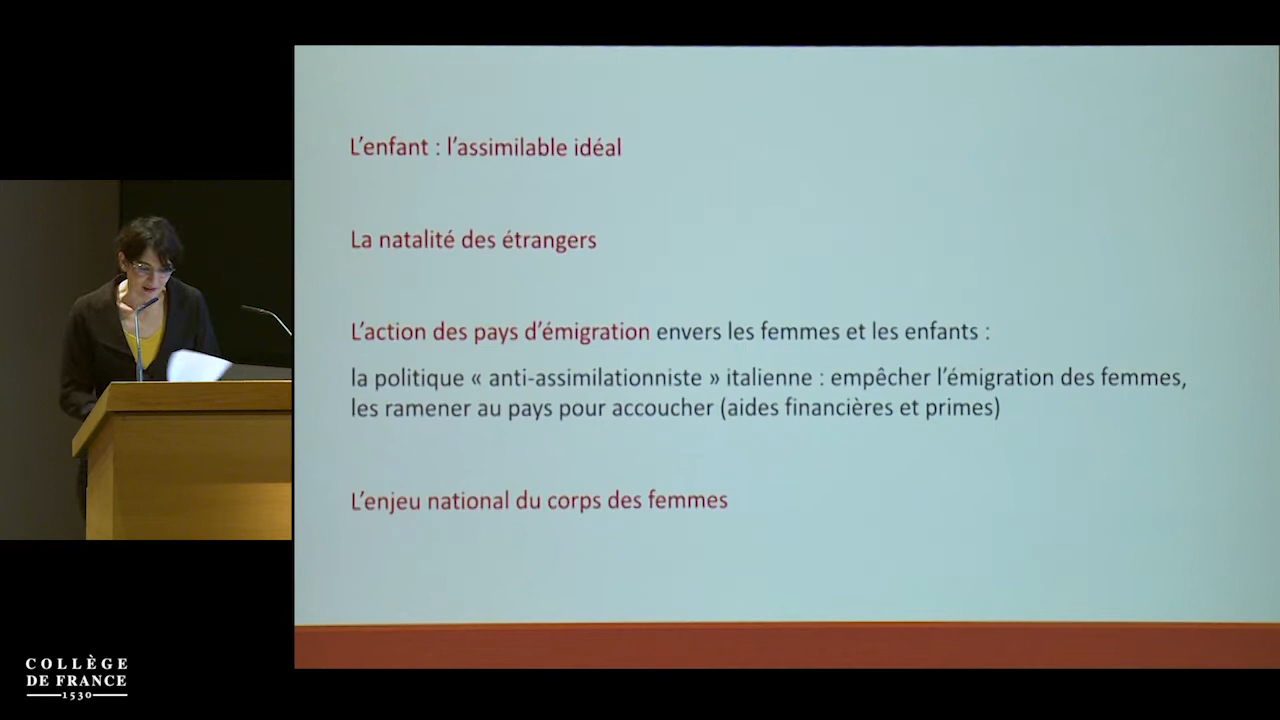 L'enfant : l'assimilable idéal
La natalité des étrangers
L'action des pays d'émigration envers les femmes et les enfants :
la politique « anti-assimilationniste » italienne : empêcher l'émigration des femmes,
les ramener au pays pour accoucher (aides financières et primes)
L'enjeu national du corps des femmes
COLLÈGE
DE FRANCE
1530